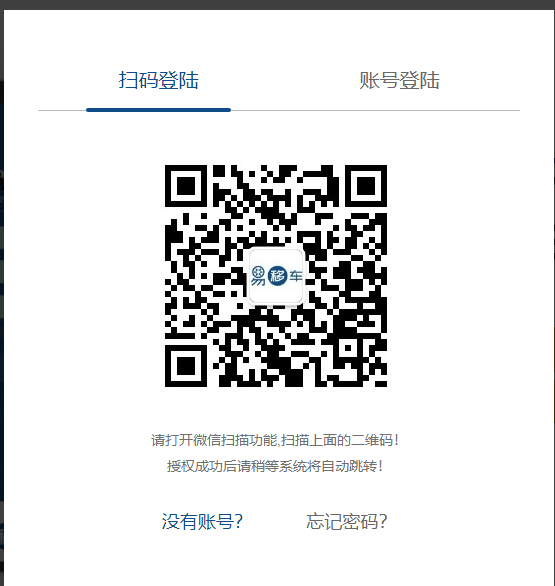 扫码登陆 账号登陆
易移车
请打开微信扫描功能,扫描上面的二维码!
授权成功后请稍等系统将自动跳转!
没有账号? 忘记密码?